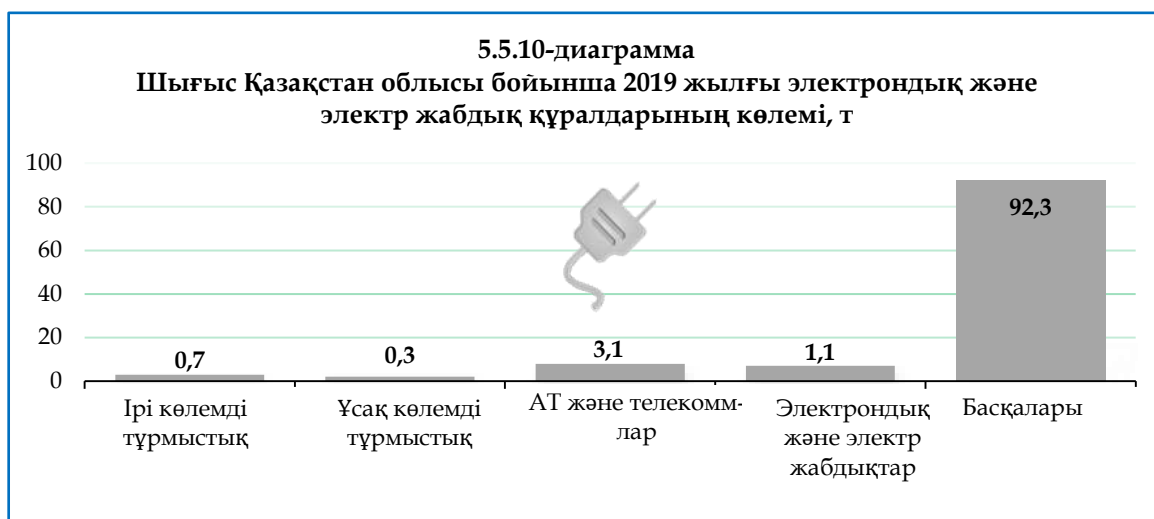 5.5.10-диаграмма
Шығыс Қазақстан облысы бойынша 2019 жылғы электрондық және
электр жабдық құралдарының көлемі, т
100
80
60
40
20
0
0,7
0,3
3,1
1,1
92,3
Ірі көлемді
тұрмыстық
Ұсақ көлемді
тұрмыстық
АТ және телекомм-
лар
Электрондық
және электр
жабдықтар
Басқалары